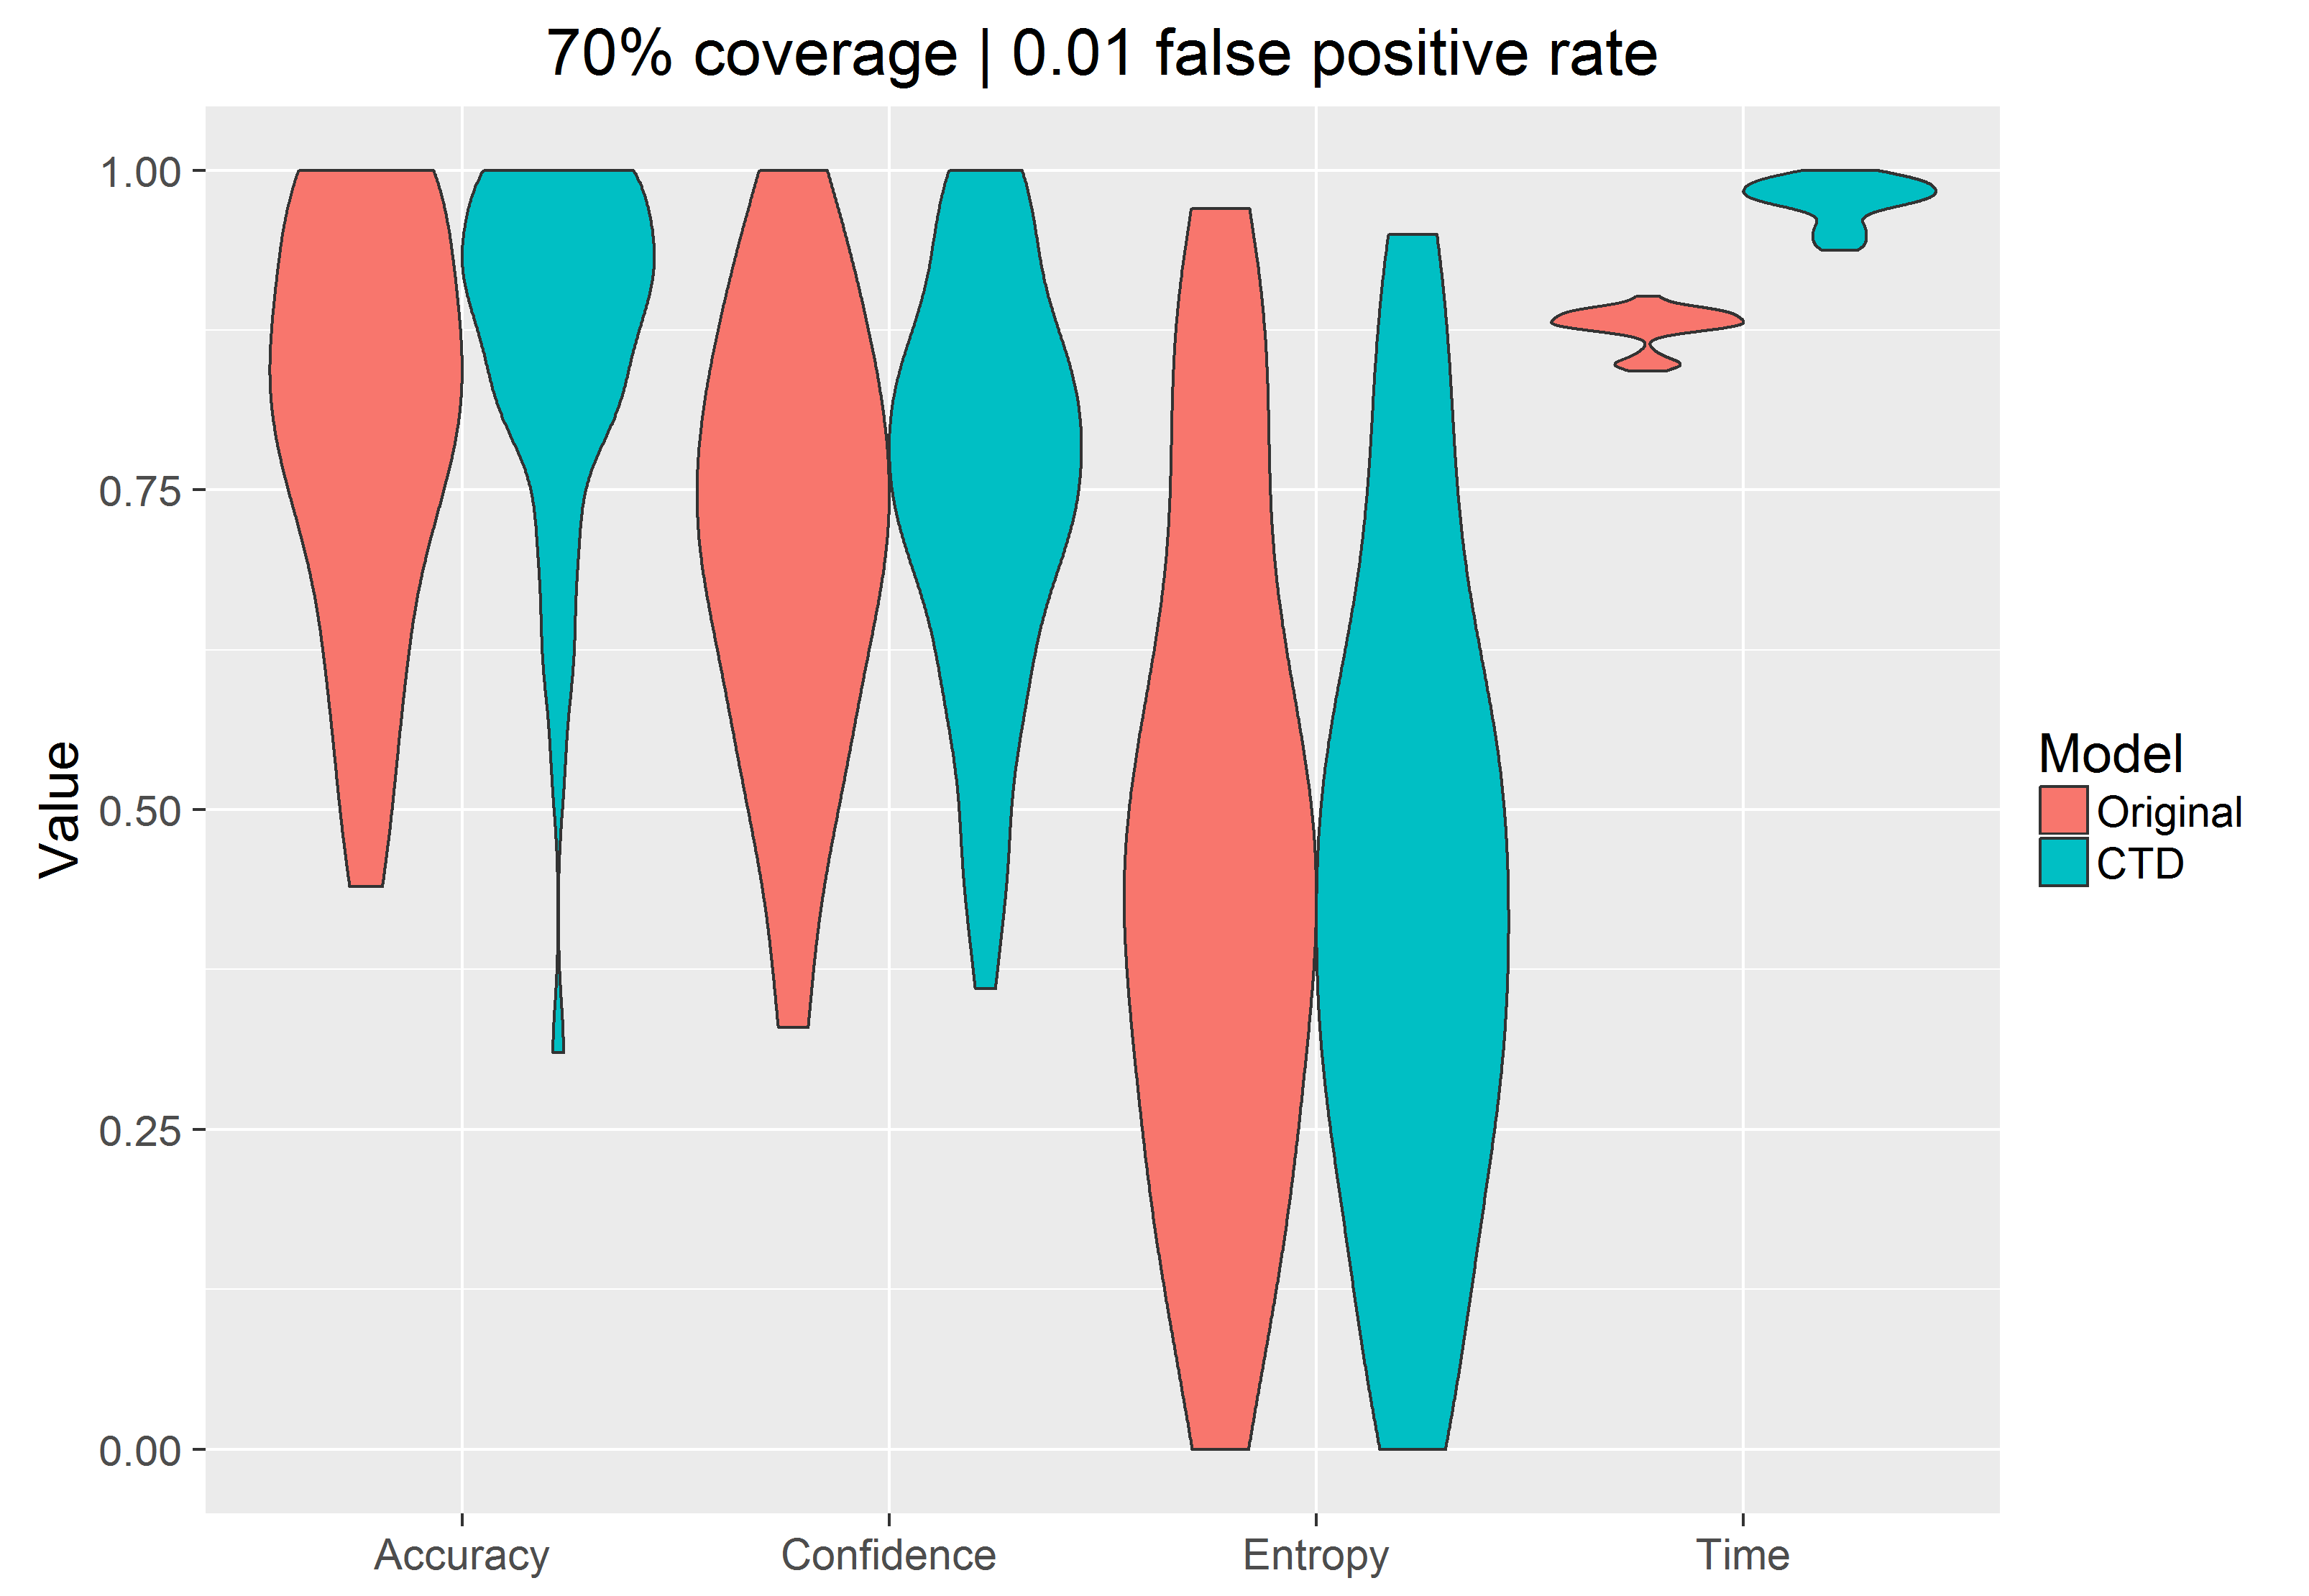 70% coverage | 0.01 false positive rate
1.00
0.75
0.50
0.25
0.00
Value
Accuracy
Confidence
Entropy
Time
Model
Original
CTD